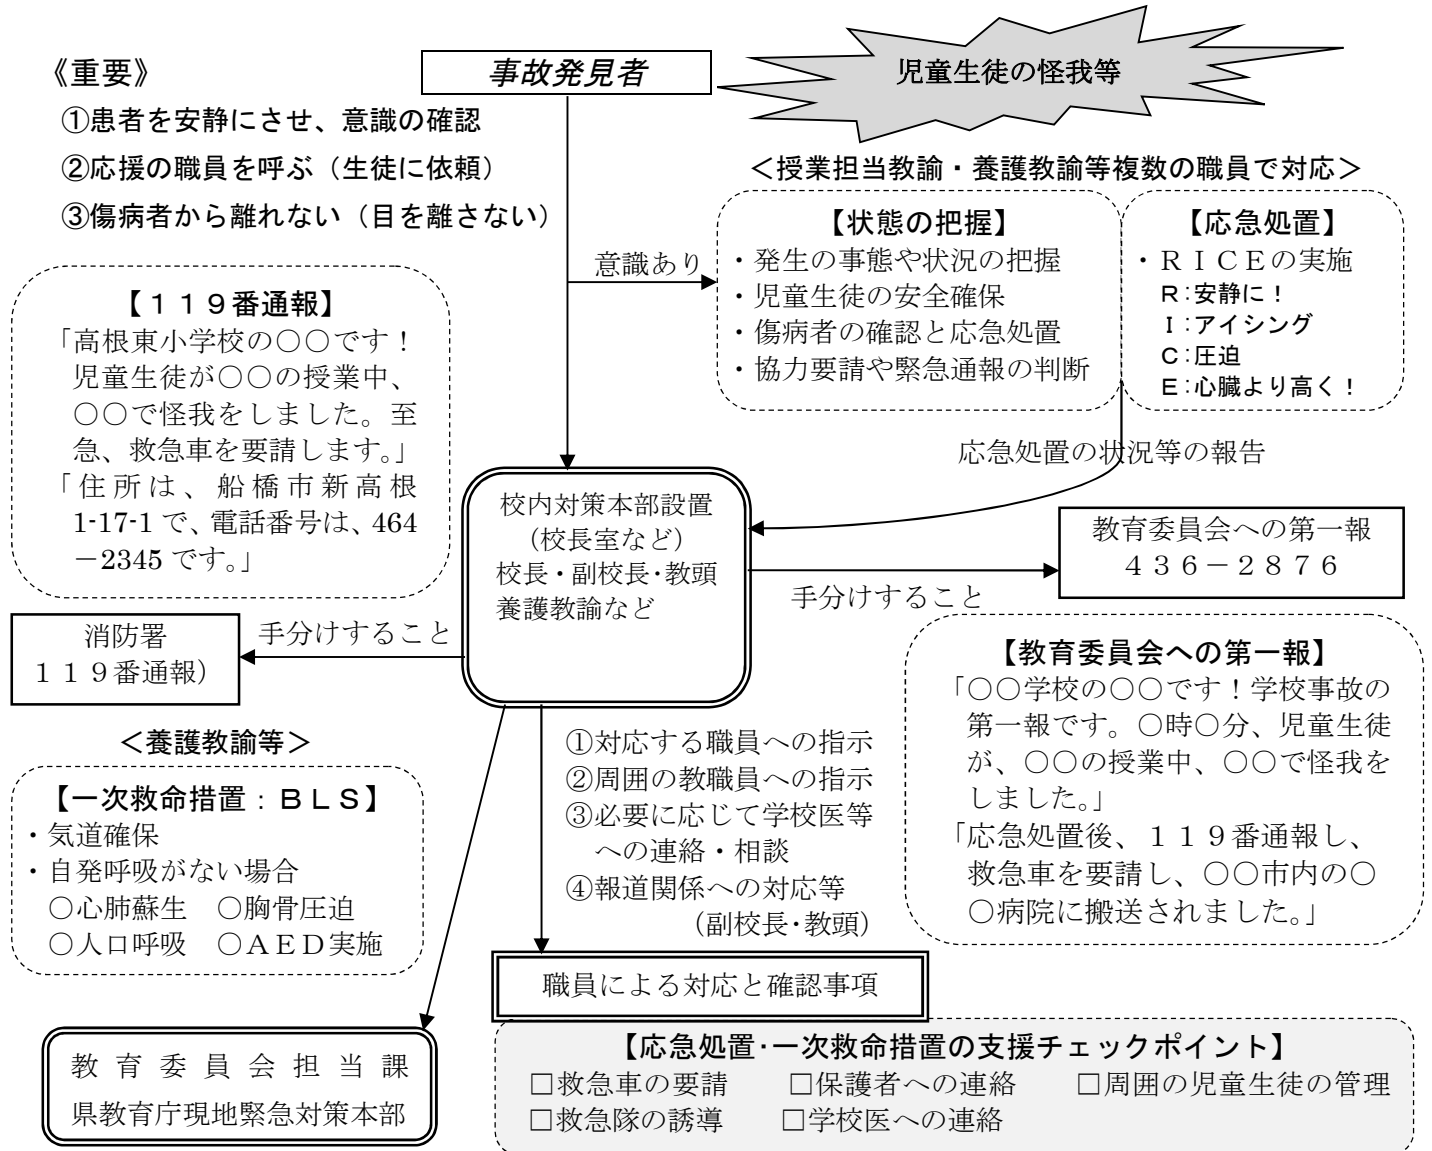 《重要》
①患者を安静にさせ、意識の確認
②応援の職員を呼ぶ（生徒に依頼）
③傷病者から離れない（目を離さない）
事故発見者
児童生徒の怪我等
＜授業担当教諭・養護教諭等複数の職員で対応＞
意識あり
【状態の把握】
・発生の事態や状況の把握
・児童生徒の安全確保
・傷病者の確認と応急処置
・協力要請や緊急通報の判断
【応急処置】
・ＲＩＣＥの実施
Ｒ：安静に！
Ｉ：アイシング
Ｃ：圧迫
Ｅ：心臓より高く！
【１１９番通報】
「高根東小学校の○○です！
児童生徒が○○の授業中、
○○で怪我をしました。至
急、救急車を要請します。」
「住所は、船橋市新高根
1-17-1 で、電話番号は、464
－2345 です。」
応急処置の状況等の報告
校内対策本部設置
（校長室など）
校長・副校長・教頭
養護教諭など
教育委員会への第一報
４３６－２８７６
手分けすること
消防署
１１９番通報）
手分けすること
【教育委員会への第一報】
「○○学校の○○です！学校事故の
第一報です。○時○分、児童生徒
が、○○の授業中、○○で怪我を
しました。」
「応急処置後、１１９番通報し、
救急車を要請し、○○市内の○
○病院に搬送されました。」
＜養護教諭等＞
【一次救命措置：ＢＬＳ】
・気道確保
・自発呼吸がない場合
○心肺蘇生　○胸骨圧迫
○人口呼吸　○ＡＥＤ実施
①対応する職員への指示
②周囲の教職員への指示
③必要に応じて学校医等
への連絡・相談
④報道関係への対応等
（副校長・教頭）
職員による対応と確認事項
教育委員会担当課
県教育庁現地緊急対策本部
【応急処置・一次救命措置の支援チェックポイント】
□救急車の要請　□保護者への連絡　□周囲の児童生徒の管理
□救急隊の誘導　□学校医への連絡